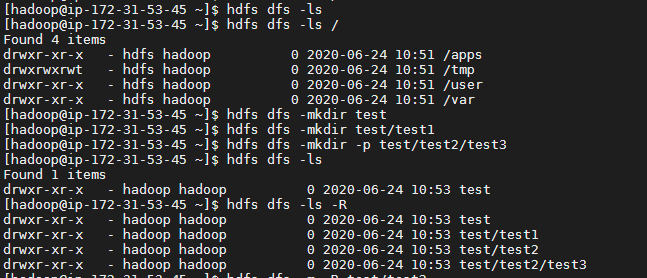 [hadoop@ip-172-31-53-45 ~]$ hdfs dfs -ls
[hadoop@ip-172-31-53-45 ~]$ hdfs dfs -ls /
Found 4 items
drwxr-xr-x   - hdfs hadoop          0 2020-06-24 10:51 /apps
drwxrwxrwt   - hdfs hadoop          0 2020-06-24 10:51 /tmp
drwxr-xr-x   - hdfs hadoop          0 2020-06-24 10:51 /user
drwxr-xr-x   - hdfs hadoop          0 2020-06-24 10:51 /var
[hadoop@ip-172-31-53-45 ~]$ hdfs dfs -mkdir test
[hadoop@ip-172-31-53-45 ~]$ hdfs dfs -mkdir test/test1
[hadoop@ip-172-31-53-45 ~]$ hdfs dfs -mkdir -p test/test2/test3
[hadoop@ip-172-31-53-45 ~]$ hdfs dfs -ls
Found 1 items
drwxr-xr-x   - hadoop hadoop          0 2020-06-24 10:53 test
[hadoop@ip-172-31-53-45 ~]$ hdfs dfs -ls -R
drwxr-xr-x   - hadoop hadoop          0 2020-06-24 10:53 test
drwxr-xr-x   - hadoop hadoop          0 2020-06-24 10:53 test/test1
drwxr-xr-x   - hadoop hadoop          0 2020-06-24 10:53 test/test2
drwxr-xr-x   - hadoop hadoop          0 2020-06-24 10:53 test/test2/test3
[hadoop@ip-172-31-53-45 ~]$ hdfs dfs